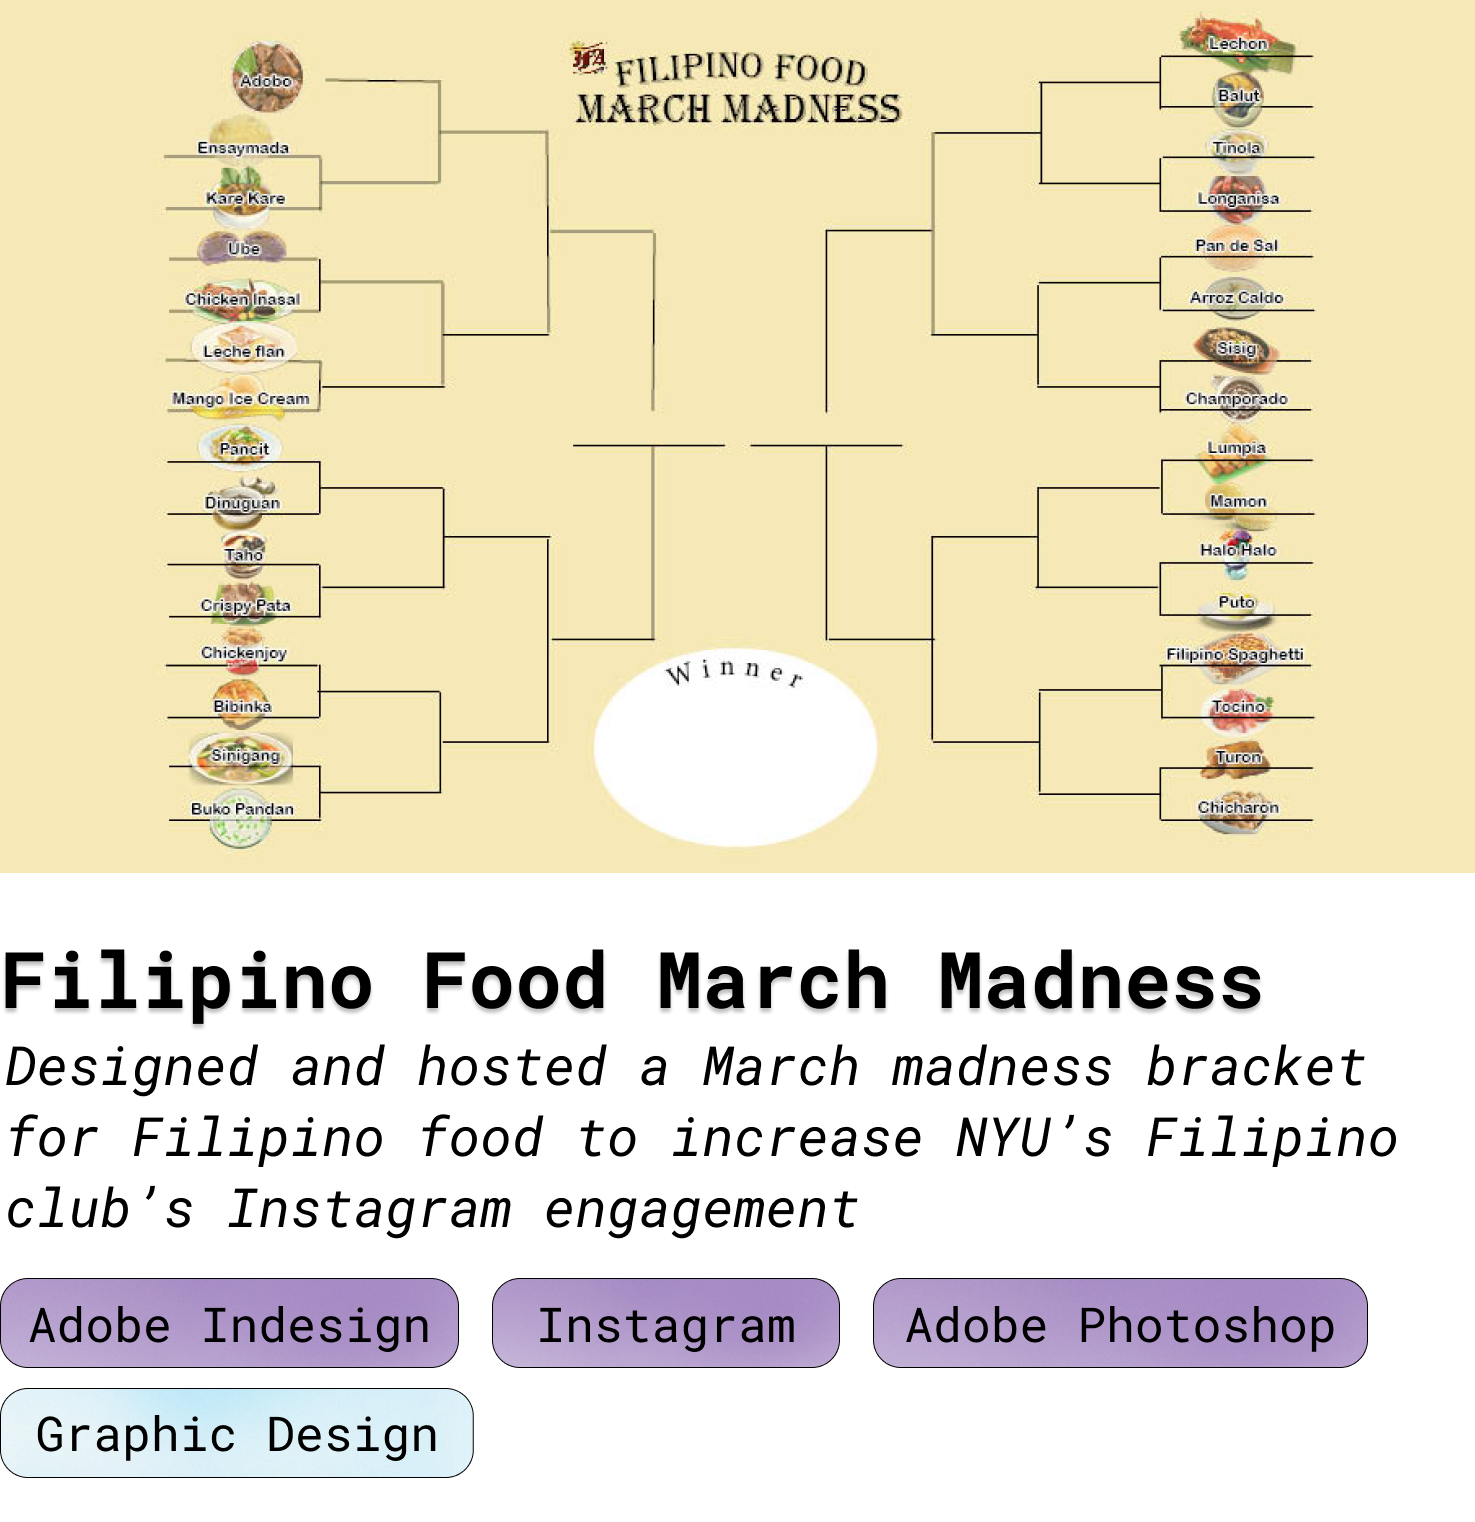 IFA
FILIPINO FOOD
MARCH MADNESS
Adobo
Ensaymada
Kare Kare
Ube
Chicken Inasal
Leche flan
Mango Ice Cream
Pancit
Dinuguan
Taho
Crispy Pata
Chickenjoy
Bibinka
Sinigang
Buko Pandan
Lechon
Balut
Tinola
Longanisa
Pan de Sal
Arroz Caldo
Sisig
Champorado
Lumpia
Mamon
Halo Halo
Puto
Filipino Spaghetti
Tocino
Turon
Chicharon
Winner
Filipino Food March Madness
Designed and hosted a March madness bracket
for Filipino food to increase NYU’s Filipino
club’s Instagram engagement
Adobe Indesign
Instagram
Adobe Photoshop
Graphic Design